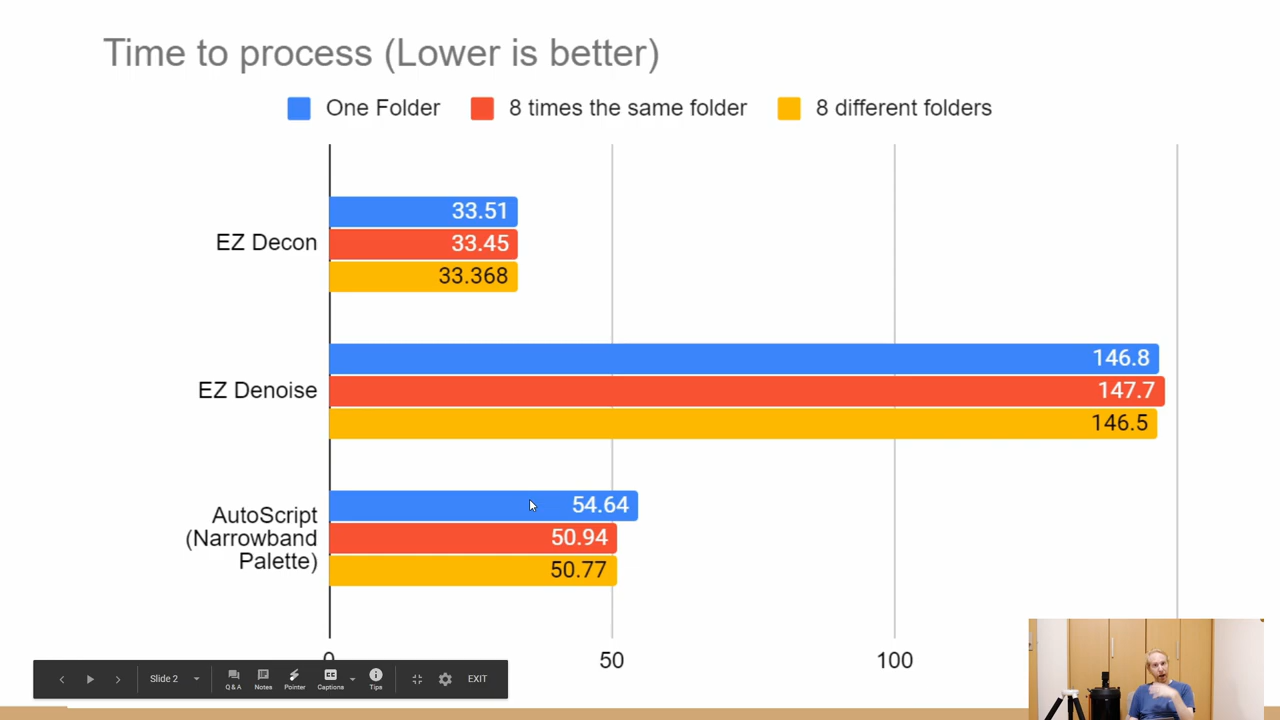 Time to process (Lower is better)
One Folder
8 times the same folder
8 different folders
EZ Decon
33.51
33.45
33.368
EZ Denoise
146.8
147.7
146.5
AutoScript
(Narrowband
Palette)
54.64
50.94
50.77
0
50
100
Slide 2
Q&A
Notes
Pointer
Captions
Tips
EXIT